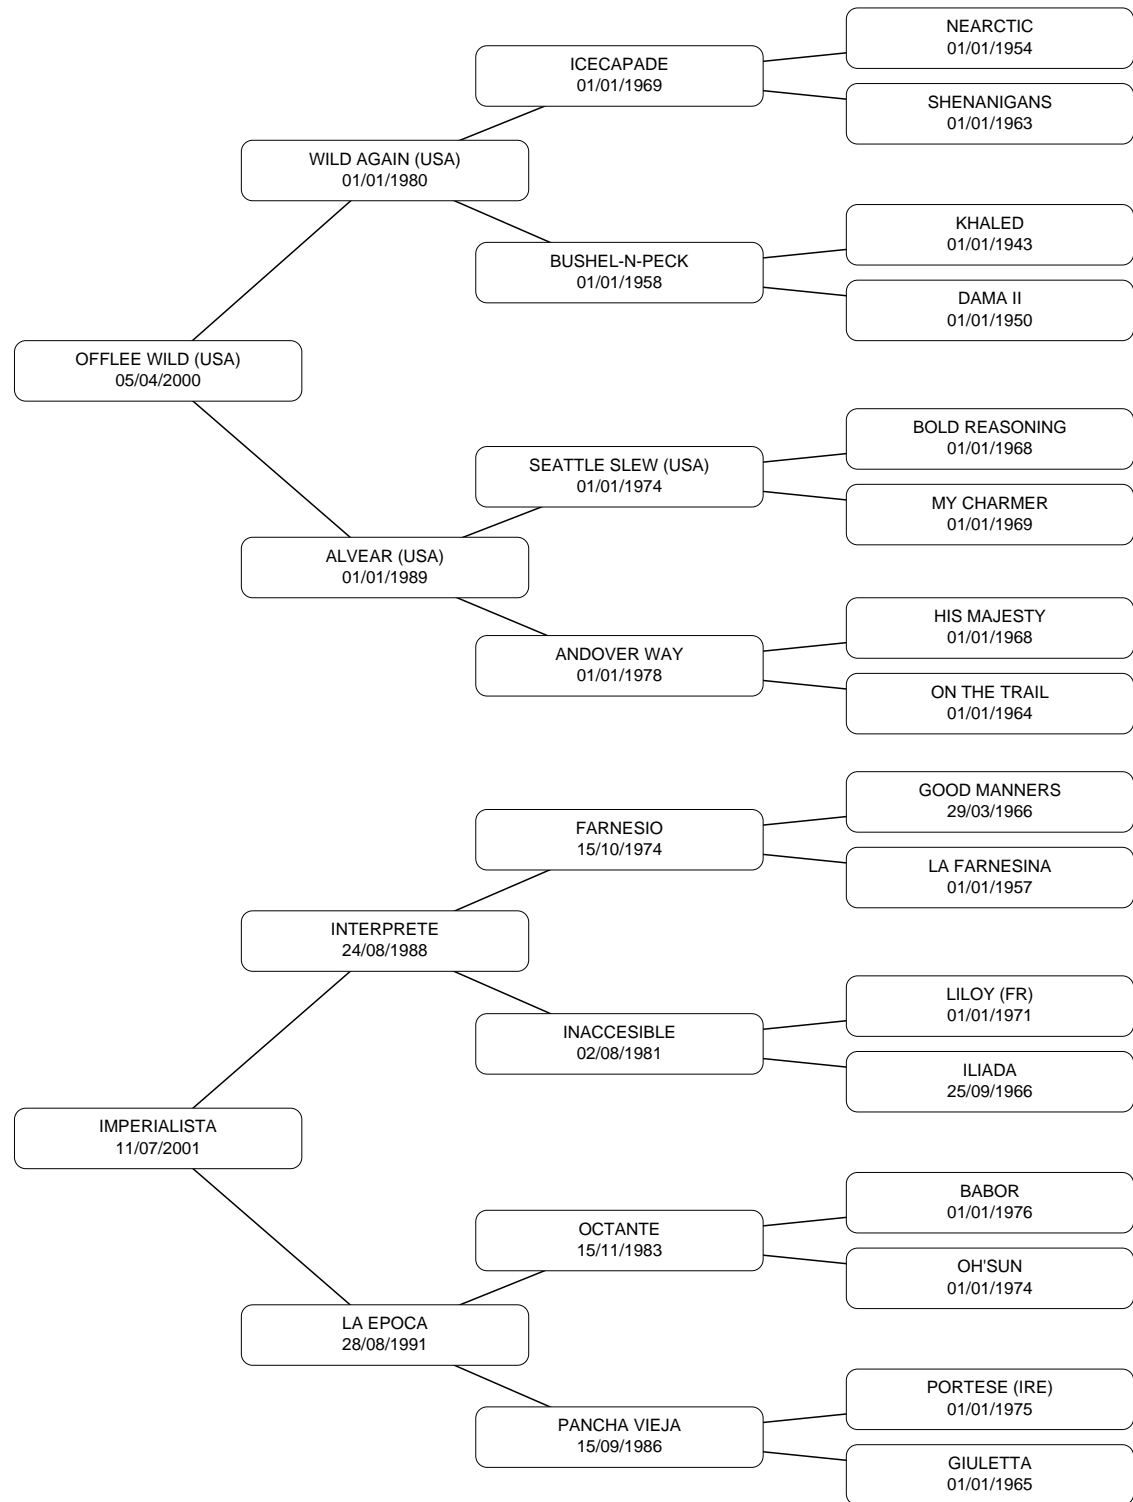 NEARCTIC
01/01/1954
ICECAPADE
01/01/1969
SHENANIGANS
01/01/1963
WILD AGAIN (USA)
01/01/1980
KHALED
01/01/1943
BUSHEL-N-PECK
01/01/1958
DAMA II
01/01/1950
OFFLEE WILD (USA)
05/04/2000
BOLD REASONING
01/01/1968
SEATTLE SLEW (USA)
01/01/1974
MY CHARMER
01/01/1969
ALVEAR (USA)
01/01/1989
HIS MAJESTY
01/01/1968
ANDOVER WAY
01/01/1978
ON THE TRAIL
01/01/1964
GOOD MANNERS
29/03/1966
FARNESIO
15/10/1974
LA FARNESINA
01/01/1957
INTERPRETE
24/08/1988
LILOY (FR)
01/01/1971
INACCESIBLE
02/08/1981
ILIADA
25/09/1966
IMPERIALISTA
11/07/2001
BABOR
01/01/1976
OCTANTE
15/11/1983
OH'SUN
01/01/1974
LA EPOCA
28/08/1991
PORTESE (IRE)
01/01/1975
PANCHA VIEJA
15/09/1986
GIULETTA
01/01/1965